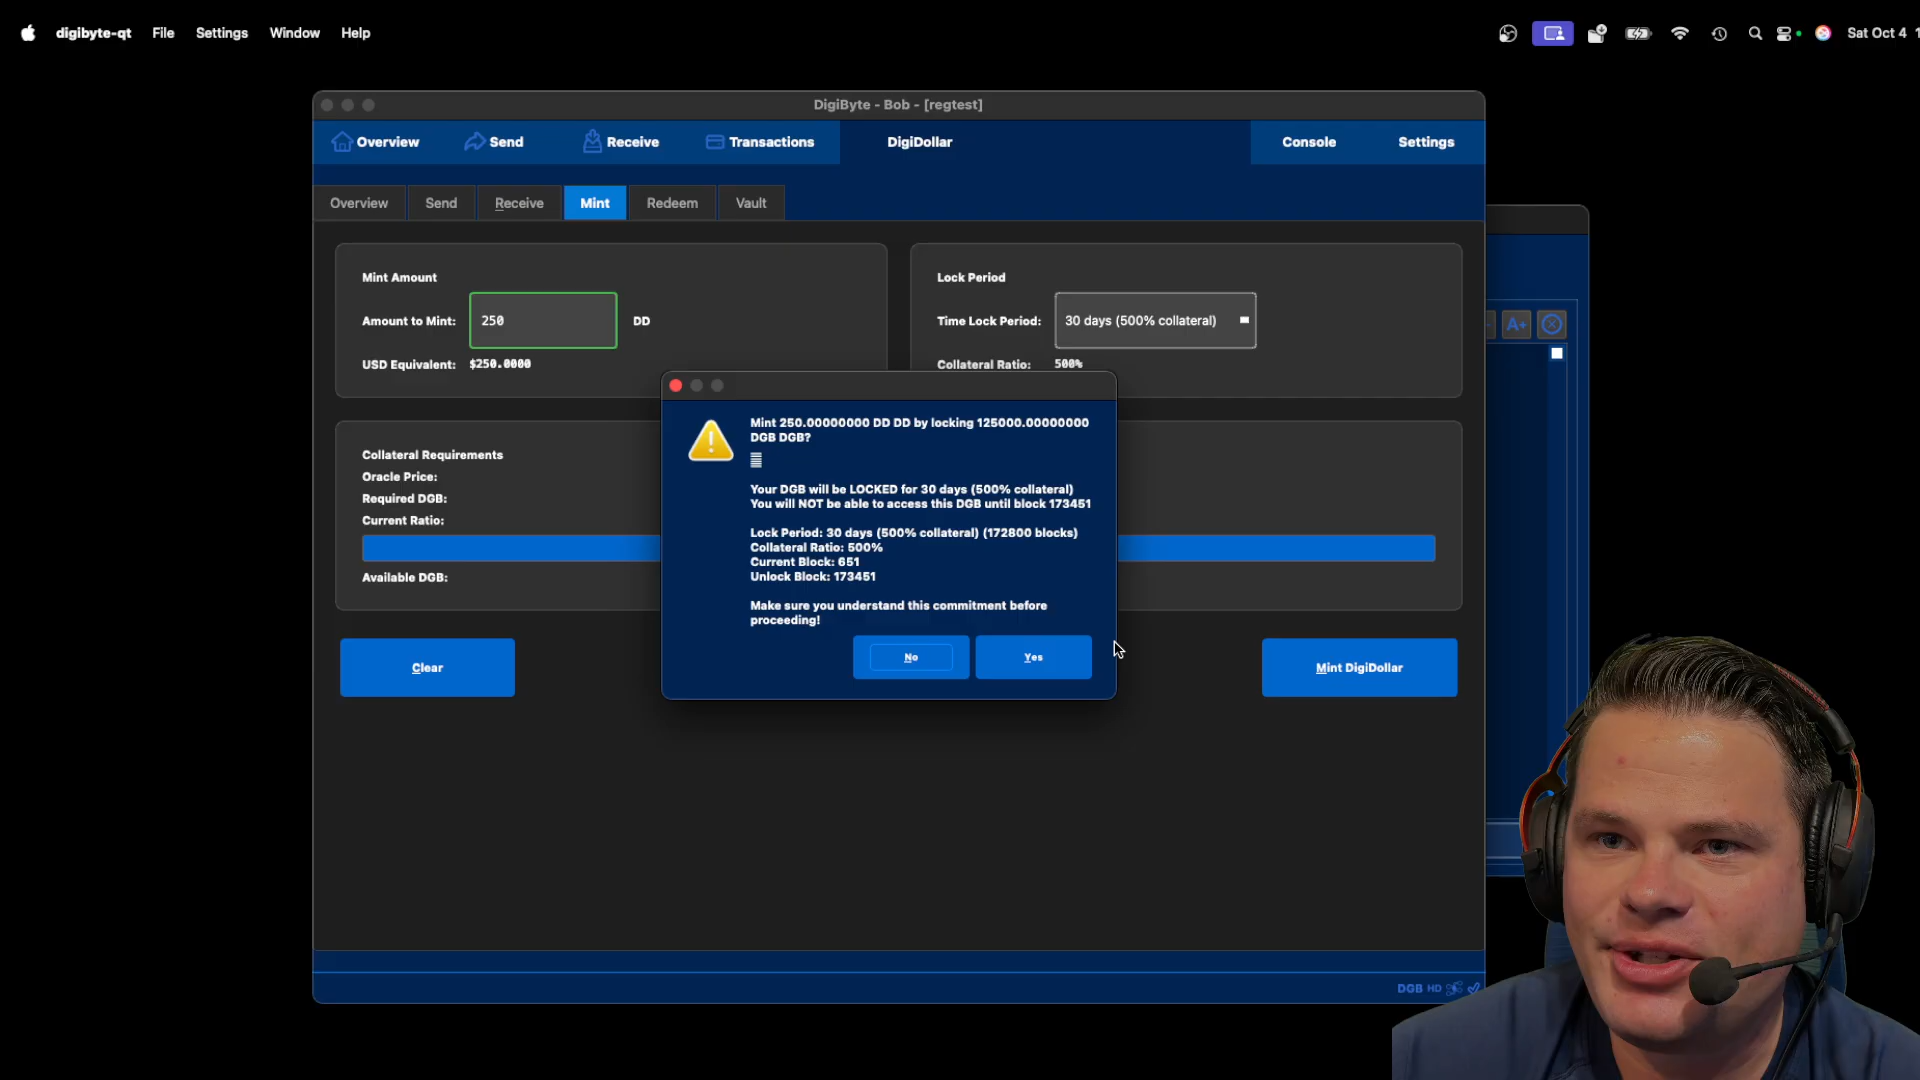 digibyte-qt File Settings Window Help
Sat Oct 4
DigiByte - Bob - [regtest]
Overview Send Receive Transactions DigiDollar Console Settings
Overview Send Receive Mint Redeem Vault
Mint Amount
Amount to Mint: 250 DD
USD Equivalent: $250.0000
Lock Period
Time Lock Period: 30 days (500% collateral)
Collateral Ratio: 500%
A+
Collateral Requirements
Oracle Price:
Required DGB:
Current Ratio:
Available DGB:
Mint 250.00000000 DD DD by locking 125000.00000000
DGB DGB?
Your DGB will be LOCKED for 30 days (500% collateral)
You will NOT be able to access this DGB until block 173451
Lock Period: 30 days (500% collateral) (172800 blocks)
Collateral Ratio: 500%
Current Block: 651
Unlock Block: 173451
Make sure you understand this commitment before
proceeding!
No Yes
Clear
Mint DigiDollar
DGB HD